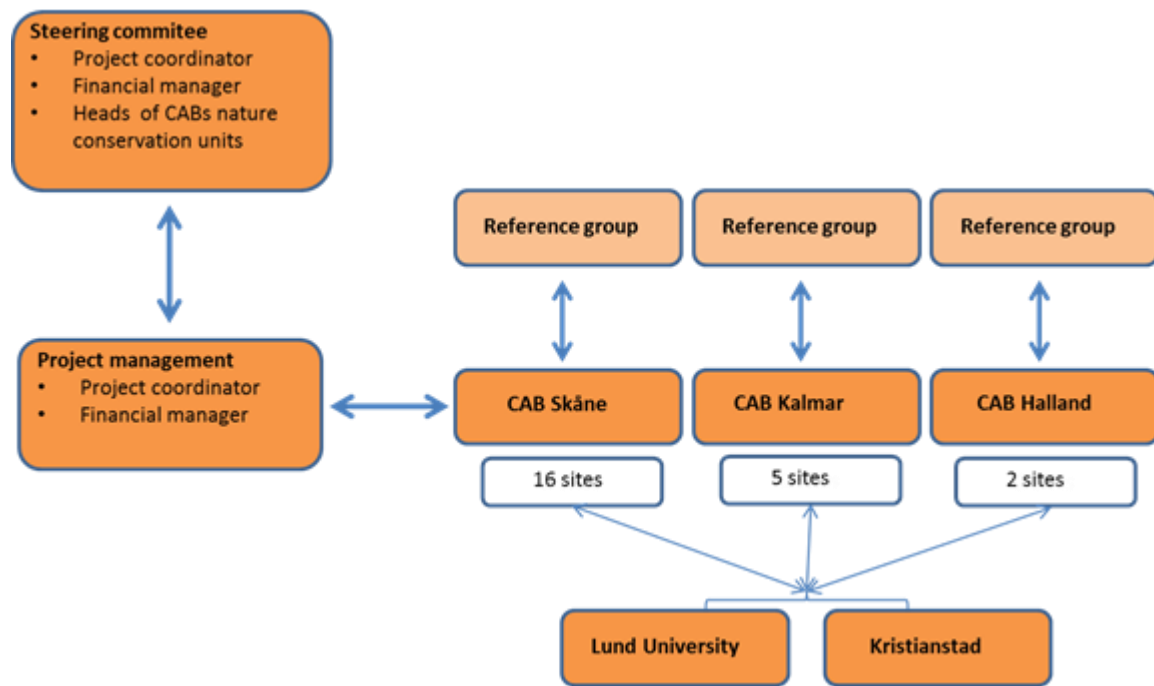 Steering commitee
• Project coordinator
• Financial manager
• Heads of CABs nature
conservation units
Reference group
Reference group
Reference group
Project management
• Project coordinator
• Financial manager
CAB Skåne
CAB Kalmar
CAB Halland
16 sites
5 sites
2 sites
Lund University
Kristianstad